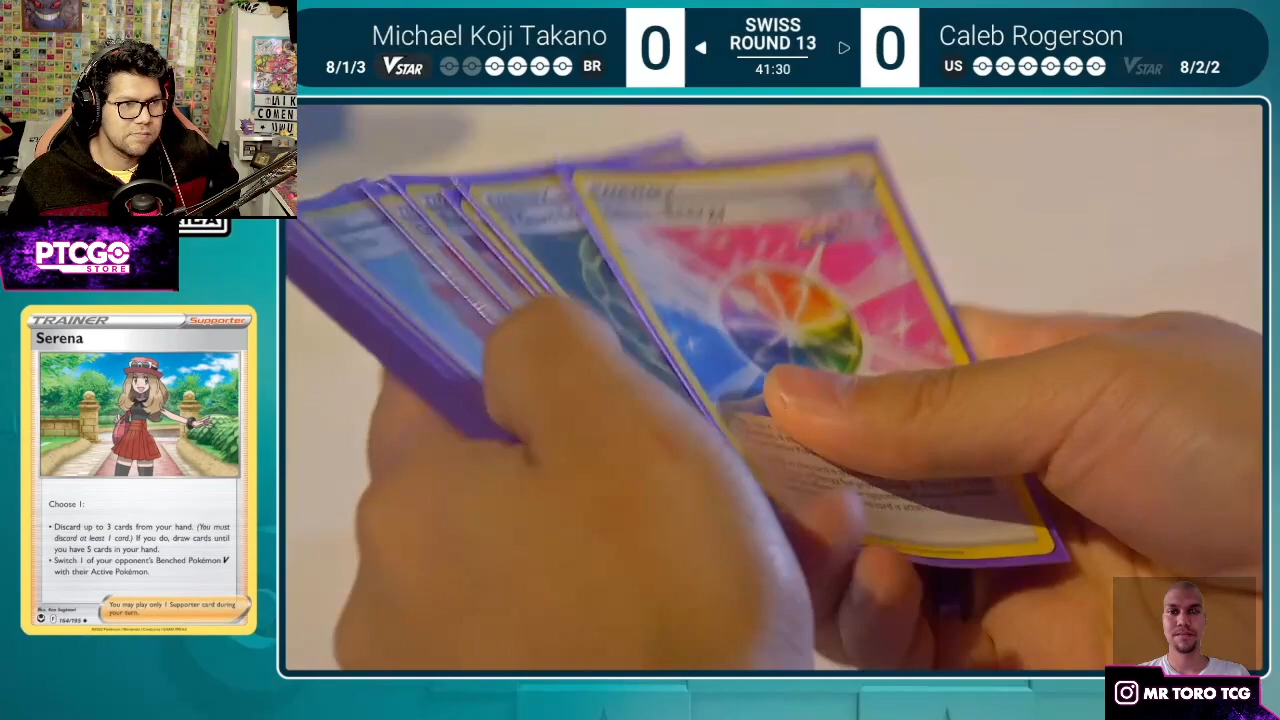 Michael Koji Takano
0
SWISS
ROUND 13
41:30
0
Caleb Rogerson
8/1/3
VSTAR
BR
US
VSTAR
8/2/2
COMEN
UWU
PTCGO
STORE
TRAINER
Supporter
Serena
Choose 1:
• Discard up to 3 cards from your hand. (You must
discard at least 1 card.) If you do, draw cards until
you have 5 cards in your hand.
• Switch 1 of your opponent's Benched Pokémon V
with their Active Pokémon.
You may play only 1 Supporter card during
your turn.
F
164/195
MR TORO TCG